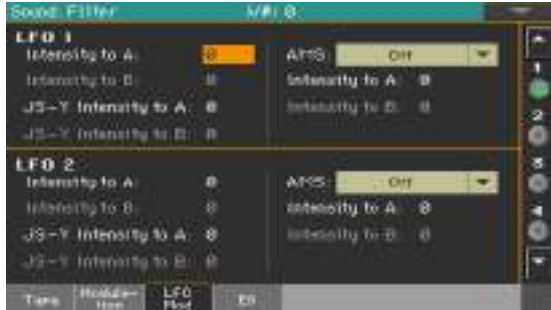 Sound: Filter
LFO 1
Intensity to A: 0
AMS: Off
Intensity to B: 0
Intensity to A: 0
JS-Y Intensity to A: 0
Intensity to B: 0
JS-Y Intensity to B: 0
LFO 2
Intensity to A: 0
AMS: Off
Intensity to B: 0
Intensity to A: 0
JS-Y Intensity to A: 0
Intensity to B: 0
JS-Y Intensity to B: 0
1
2
3
4
Type
Modula-
tion
LFO
Mod
EG